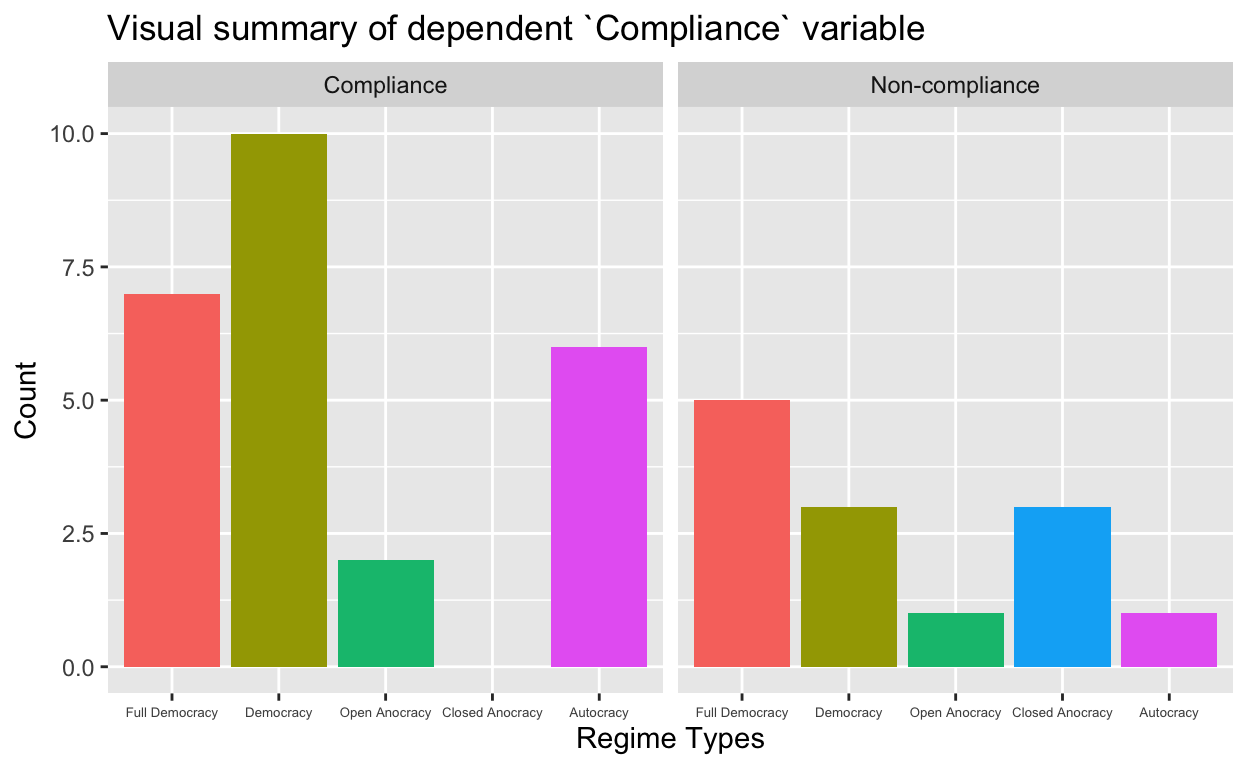 Visual summary of dependent `Compliance` variable
Compliance
Non-compliance
10.0
7.5
5.0
2.5
0.0
Count
Full Democracy Democracy Open Anocracy Closed Anocracy Autocracy
Full Democracy Democracy Open Anocracy Closed Anocracy Autocracy
Regime Types